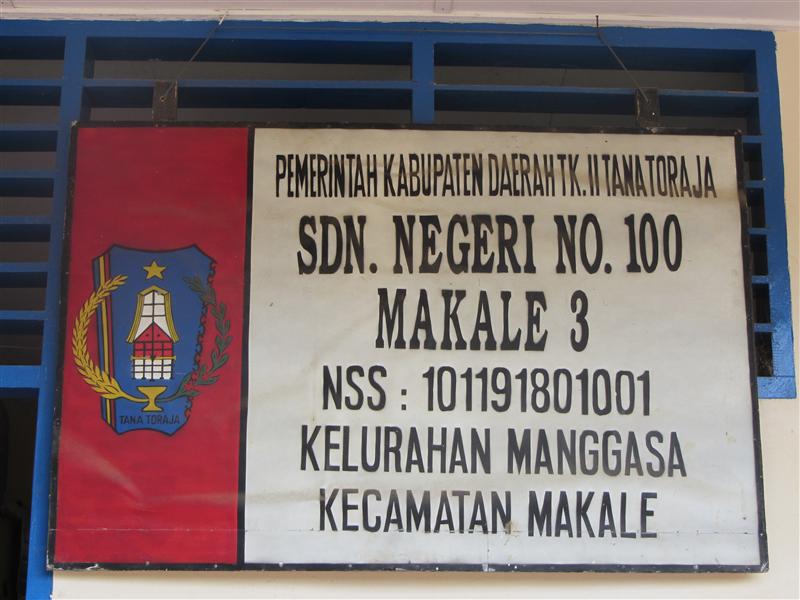 PEMERINTAH KABUPATEN DAERAH TK. II TANA TORAJA
SDN. NEGERI NO. 100
MAKALE 3
NSS : 101191801001
KELURAHAN MANGGASA
KECAMATAN MAKALE
TANA TORAJA